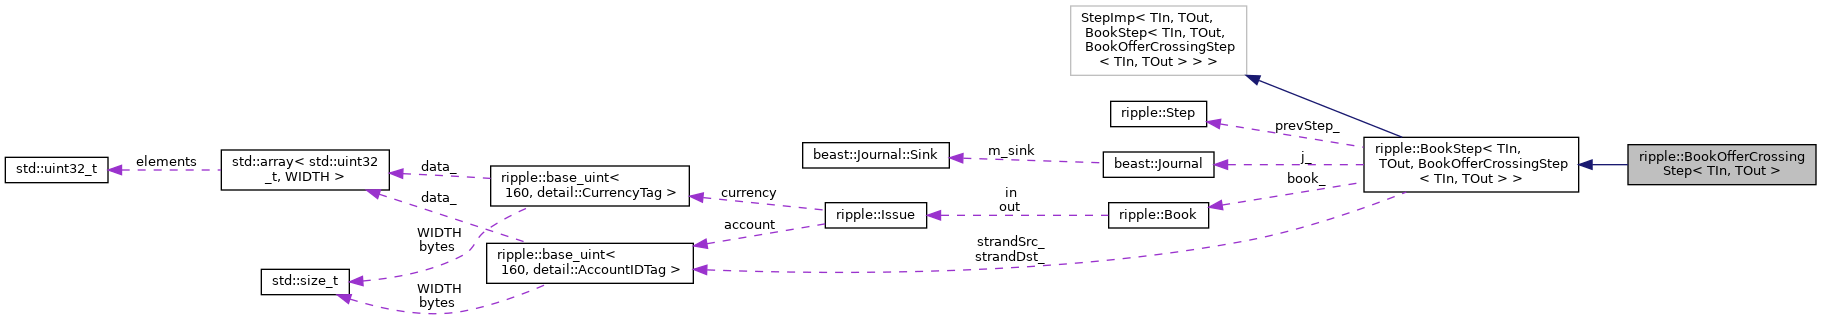 StepImp< TIn, TOut,
BookStep< TIn, TOut,
BookOfferCrossingStep
< TIn, TOut > > >
ripple::Step
prevStep_
beast::Journal::Sink
m_sink
beast::Journal
j_
ripple::BookStep< TIn,
TOut, BookOfferCrossingStep
< TIn, TOut > >
ripple::BookOfferCrossing
Step< TIn, TOut >
std::uint32_t
elements
std::array< std::uint32
_t, WIDTH >
data_
data_
ripple::base_uint<
160, detail::CurrencyTag >
currency
account
ripple::Issue
in
out
ripple::Book
book_
WIDTH
bytes
ripple::base_uint<
160, detail::AccountIDTag >
strandSrc_
strandDst_
std::size_t
WIDTH
bytes